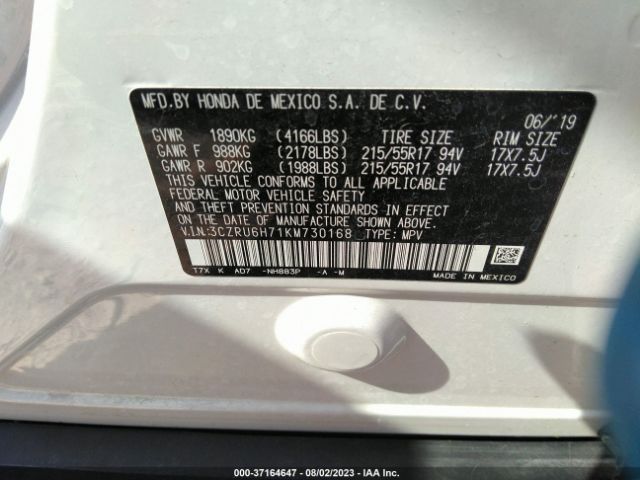 MFD.BY HONDA DE MEXICO S.A. DE C.V.
06/'19
GVWR 1890KG (4166LBS) TIRE SIZE RIM SIZE
GAWR F 988KG (2178LBS) 215/55R17 94V 17X7.5J
GAWR R 902KG (1988LBS) 215/55R17 94V 17X7.5J
THIS VEHICLE CONFORMS TO ALL APPLICABLE
FEDERAL MOTOR VEHICLE SAFETY
AND THEFT PREVENTION STANDARDS IN EFFECT
ON THE DATE OF MANUFACTURE SHOWN ABOVE.
V.I.N:3CZRU6H71KM730168 TYPE: MPV
T7X K AD7 -NH883P -A -M MADE IN MEXICO
000-37164647 - 08/02/2023 - IAA Inc.